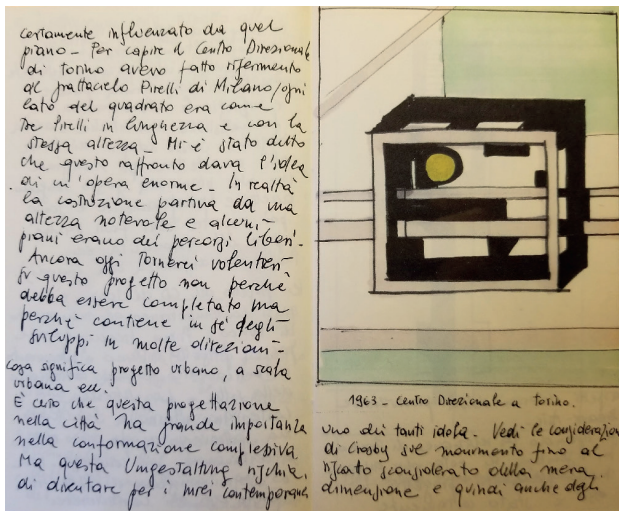 certamente influenzato da quel
piano - Per capire il Centro Direzionale
di Torino avevo fatto riferimento
al grattacielo Pirelli di Milano/ogni
lato del quadrato era come
tre Pirelli in lunghezza e con la
stessa altezza - Mi è stato detto
che questo raffronto dava l'idea
di un'opera enorme - In realtà
la costruzione partiva da una
altezza notevole e alcuni
piani erano dei percorsi liberi.
Ancora oggi tornerei volentieri
su questo progetto non perché
debba essere completato ma
perché contiene in sé degli
sviluppi in molte direzioni -
Cosa significa progetto urbano, a scala
urbana ecc.
È certo che questa progettazione
nella città ha grande importanza
nella conformazione complessiva.
Ma questa Umgestaltung rischia
di diventare per i miei contemporanei
1963 - Centro Direzionale a Torino.
uno dei tanti idola - Vedi le considerazioni
di Crosby sul monumento fino al
riscatto sconsiderato della mera
dimensione e quindi anche degli